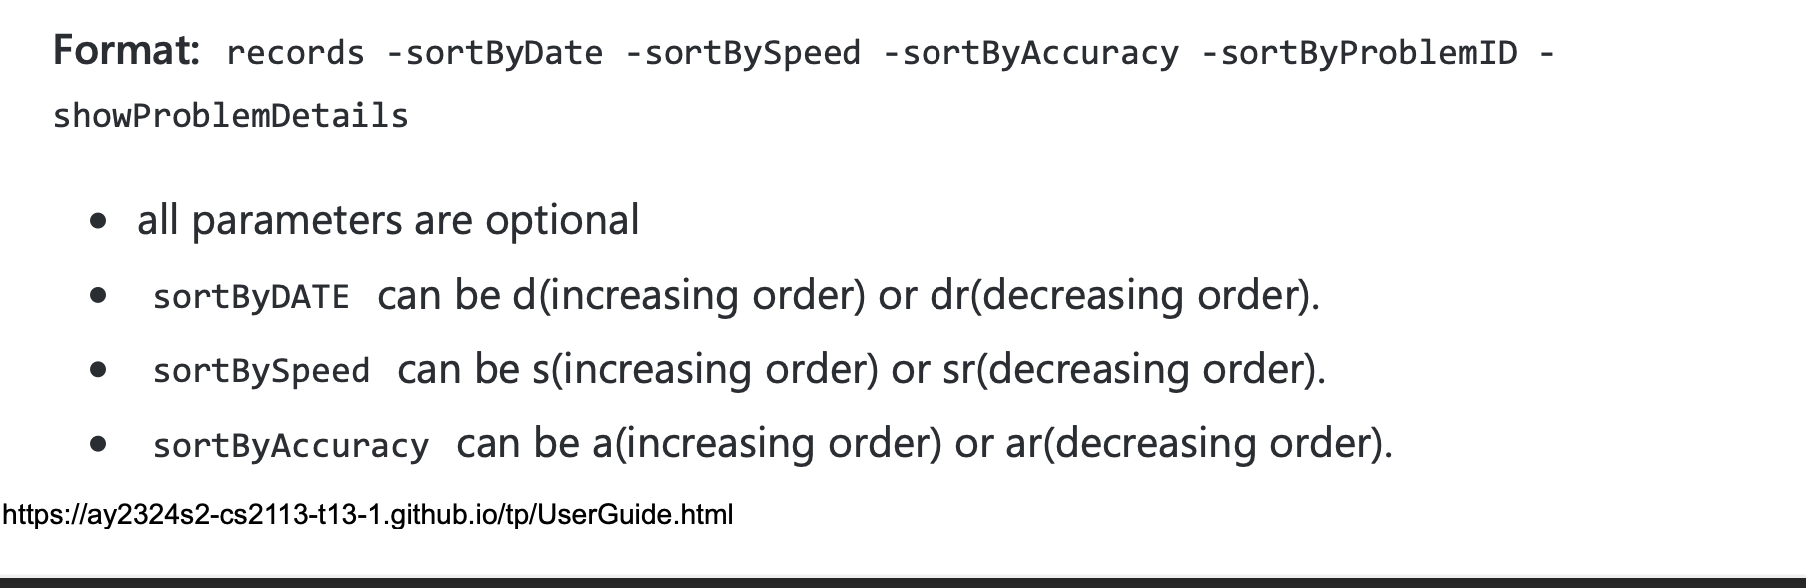 Format: records -sortByDate -sortBySpeed -sortByAccuracy -sortByProblemID -
showProblemDetails
• all parameters are optional
• sortByDATE can be d(increasing order) or dr(decreasing order).
• sortBySpeed can be s(increasing order) or sr(decreasing order).
• sortByAccuracy can be a(increasing order) or ar(decreasing order).
https://ay2324s2-cs2113-t13-1.github.io/tp/UserGuide.html